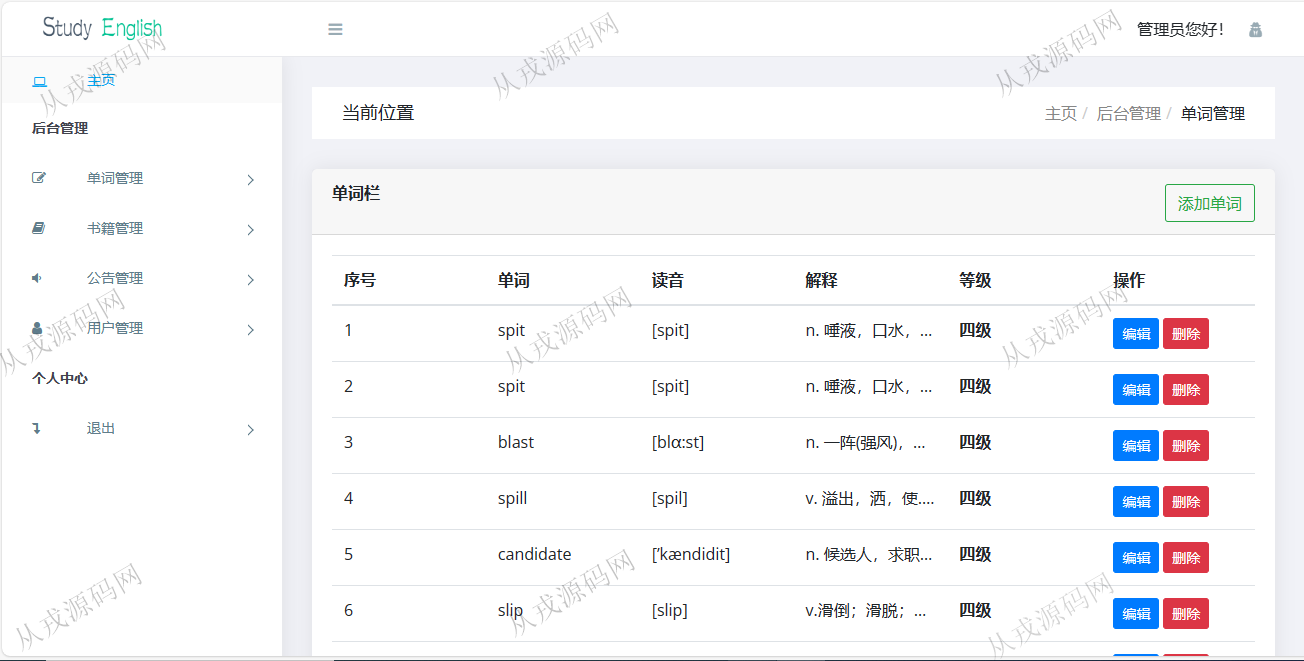 Study English
管理员您好！
主页
后台管理
单词管理
书籍管理
公告管理
用户管理
个人中心
退出
当前位置
主页 / 后台管理 / 单词管理
单词栏
添加单词
序号 单词 读音 解释 等级 操作
1 spit [spit] n. 唾液，口水，... 四级 编辑 删除
2 spit [spit] n. 唾液，口水，... 四级 编辑 删除
3 blast [blɑ:st] n. 一阵(强风)，... 四级 编辑 删除
4 spill [spil] v. 溢出，洒，使.... 四级 编辑 删除
5 candidate ['kændidit] n. 候选人，求职... 四级 编辑 删除
6 slip [slip] v.滑倒；滑脱；... 四级 编辑 删除
从戎源码网
从戎源码网
从戎源码网
从戎源码网
从戎源码网
从戎源码网
从戎源码网
从戎源码网
从戎源码网